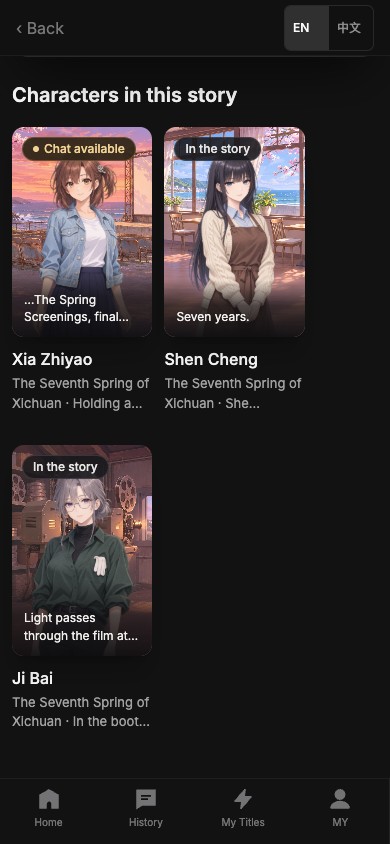 ‹ Back
EN
中文
Characters in this story
Chat available
...The Spring
Screenings, final...
Xia Zhiyao
The Seventh Spring of
Xichuan · Holding a...
In the story
Seven years.
Shen Cheng
The Seventh Spring of
Xichuan · She...
In the story
Light passes
through the film at...
Ji Bai
The Seventh Spring of
Xichuan · In the boot...
Home
History
My Titles
MY